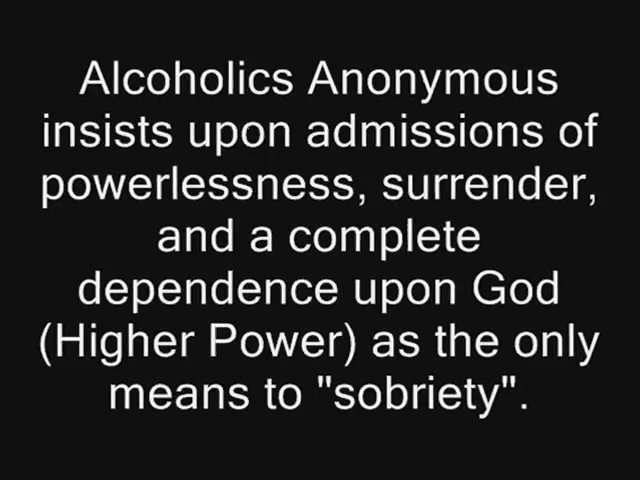 Alcoholics Anonymous
insists upon admissions of
powerlessness, surrender,
and a complete
dependence upon God
(Higher Power) as the only
means to "sobriety".